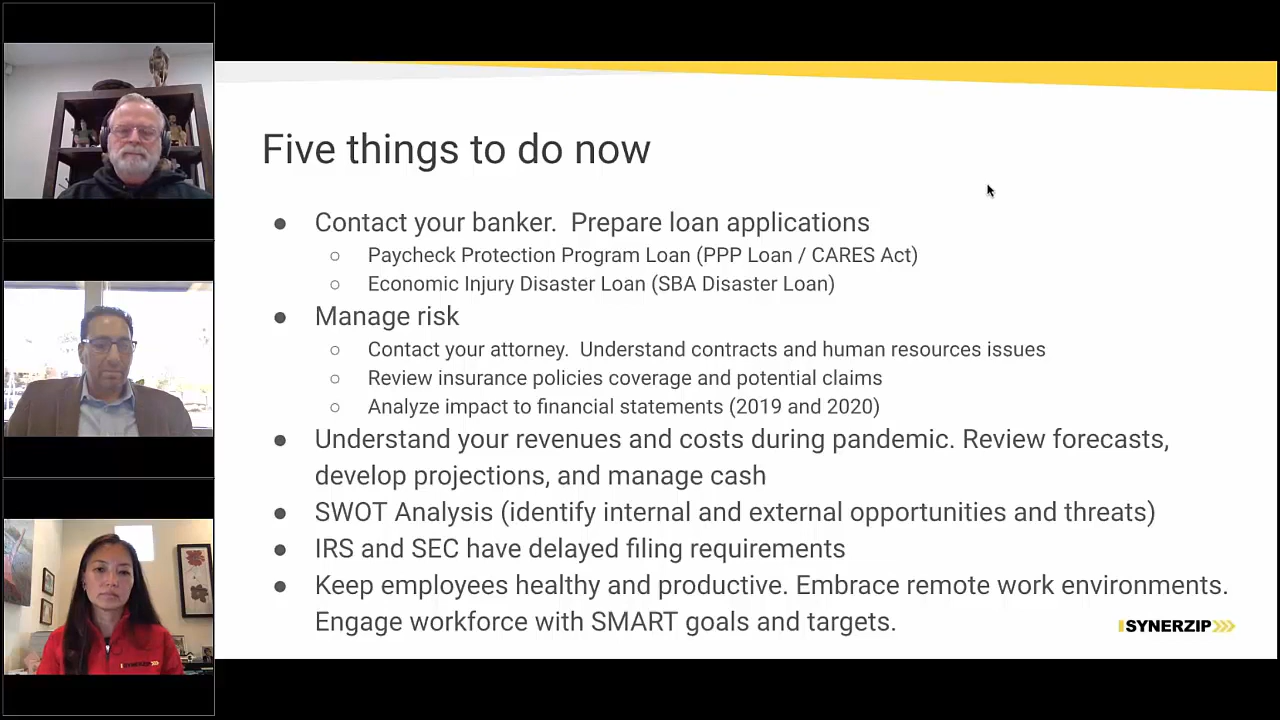 Five things to do now
● Contact your banker.  Prepare loan applications
○ Paycheck Protection Program Loan (PPP Loan / CARES Act)
○ Economic Injury Disaster Loan (SBA Disaster Loan)
● Manage risk
○ Contact your attorney.  Understand contracts and human resources issues
○ Review insurance policies coverage and potential claims
○ Analyze impact to financial statements (2019 and 2020)
● Understand your revenues and costs during pandemic. Review forecasts,
develop projections, and manage cash
● SWOT Analysis (identify internal and external opportunities and threats)
● IRS and SEC have delayed filing requirements
● Keep employees healthy and productive. Embrace remote work environments.
Engage workforce with SMART goals and targets.
SYNERZIP
SYNERZIP